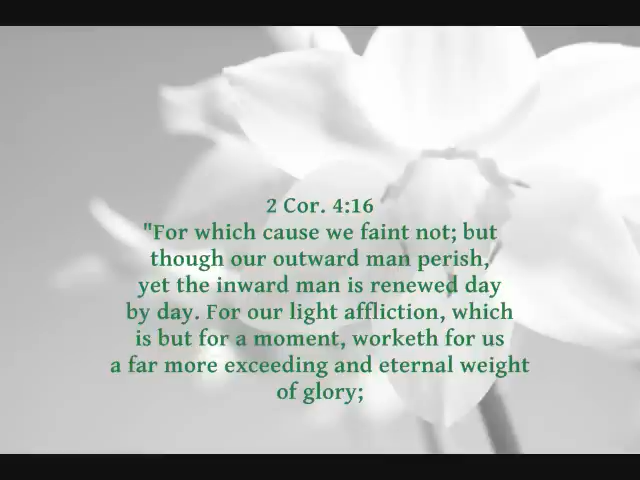 2 Cor. 4:16
"For which cause we faint not; but
though our outward man perish,
yet the inward man is renewed day
by day. For our light affliction, which
is but for a moment, worketh for us
a far more exceeding and eternal weight
of glory;